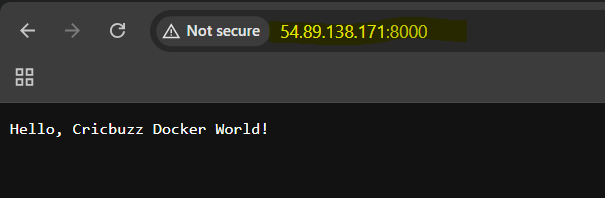 Not secure 54.89.138.171:8000
Hello, Cricbuzz Docker World!